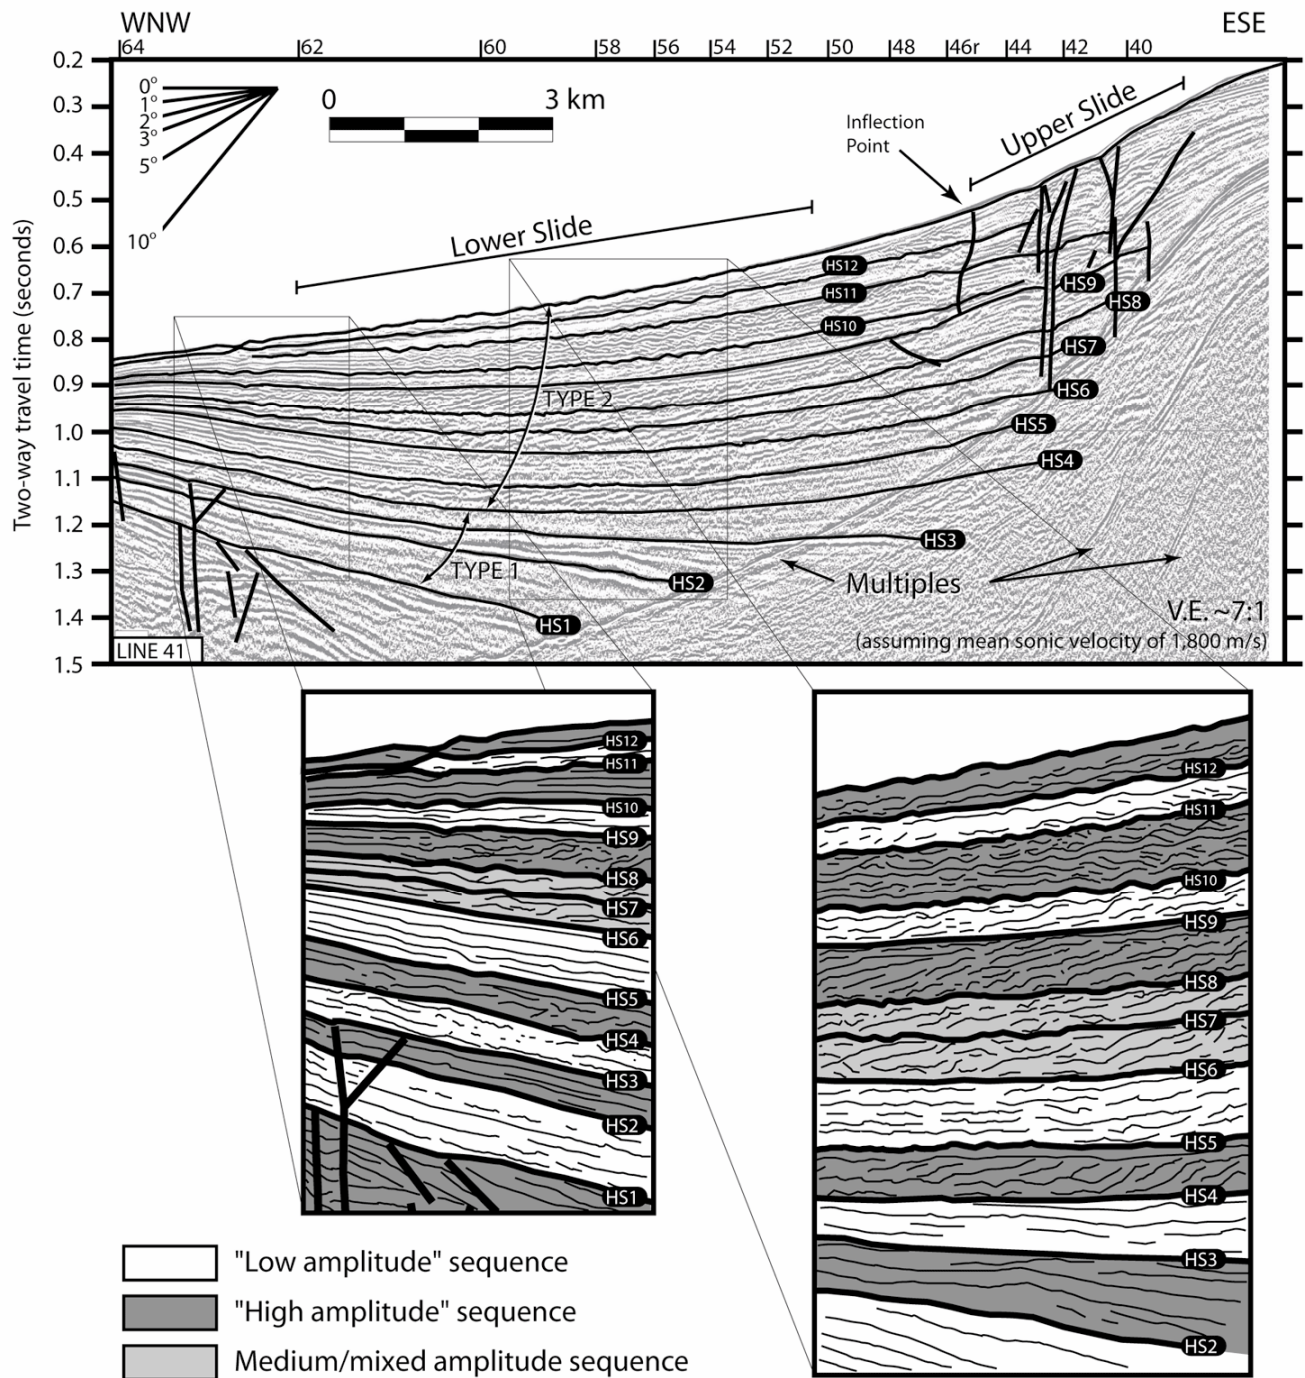 WNW
ESE
64 62 60 58 56 54 52 50 48 46r 44 42 40
0.2
0.3
0.4
0.5
0.6
0.7
0.8
0.9
1.0
1.1
1.2
1.3
1.4
1.5
Two-way travel time (seconds)
0°
1°
2°
3°
5°
10°
0 3 km
Inflection
Point
Upper Slide
Lower Slide
HS12
HS11
HS10
HS9
HS8
HS7
HS6
HS5
HS4
HS3
HS2
HS1
TYPE 2
TYPE 1
Multiples
V.E. ~7:1
(assuming mean sonic velocity of 1,800 m/s)
LINE 41
HS12
HS11
HS10
HS9
HS8
HS7
HS6
HS5
HS4
HS3
HS2
HS1
HS12
HS11
HS10
HS9
HS8
HS7
HS6
HS5
HS4
HS3
HS2
"Low amplitude" sequence
"High amplitude" sequence
Medium/mixed amplitude sequence